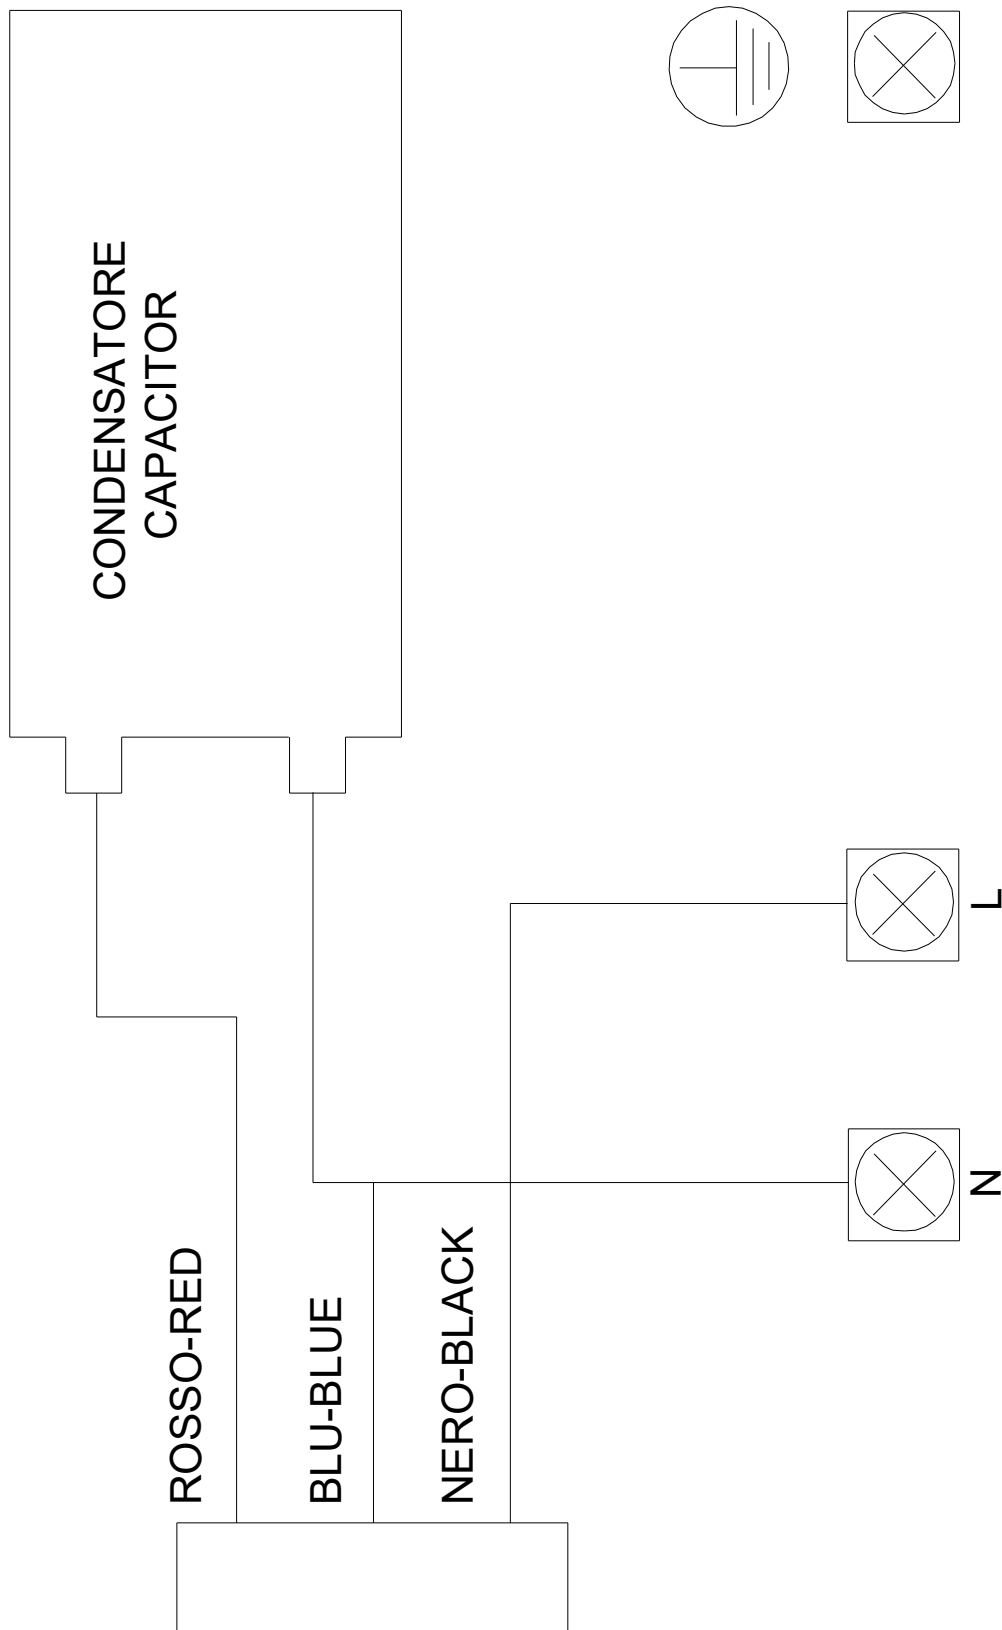 CONDENSATORE
CAPACITOR
L
N
ROSSO-RED
BLU-BLUE
NERO-BLACK